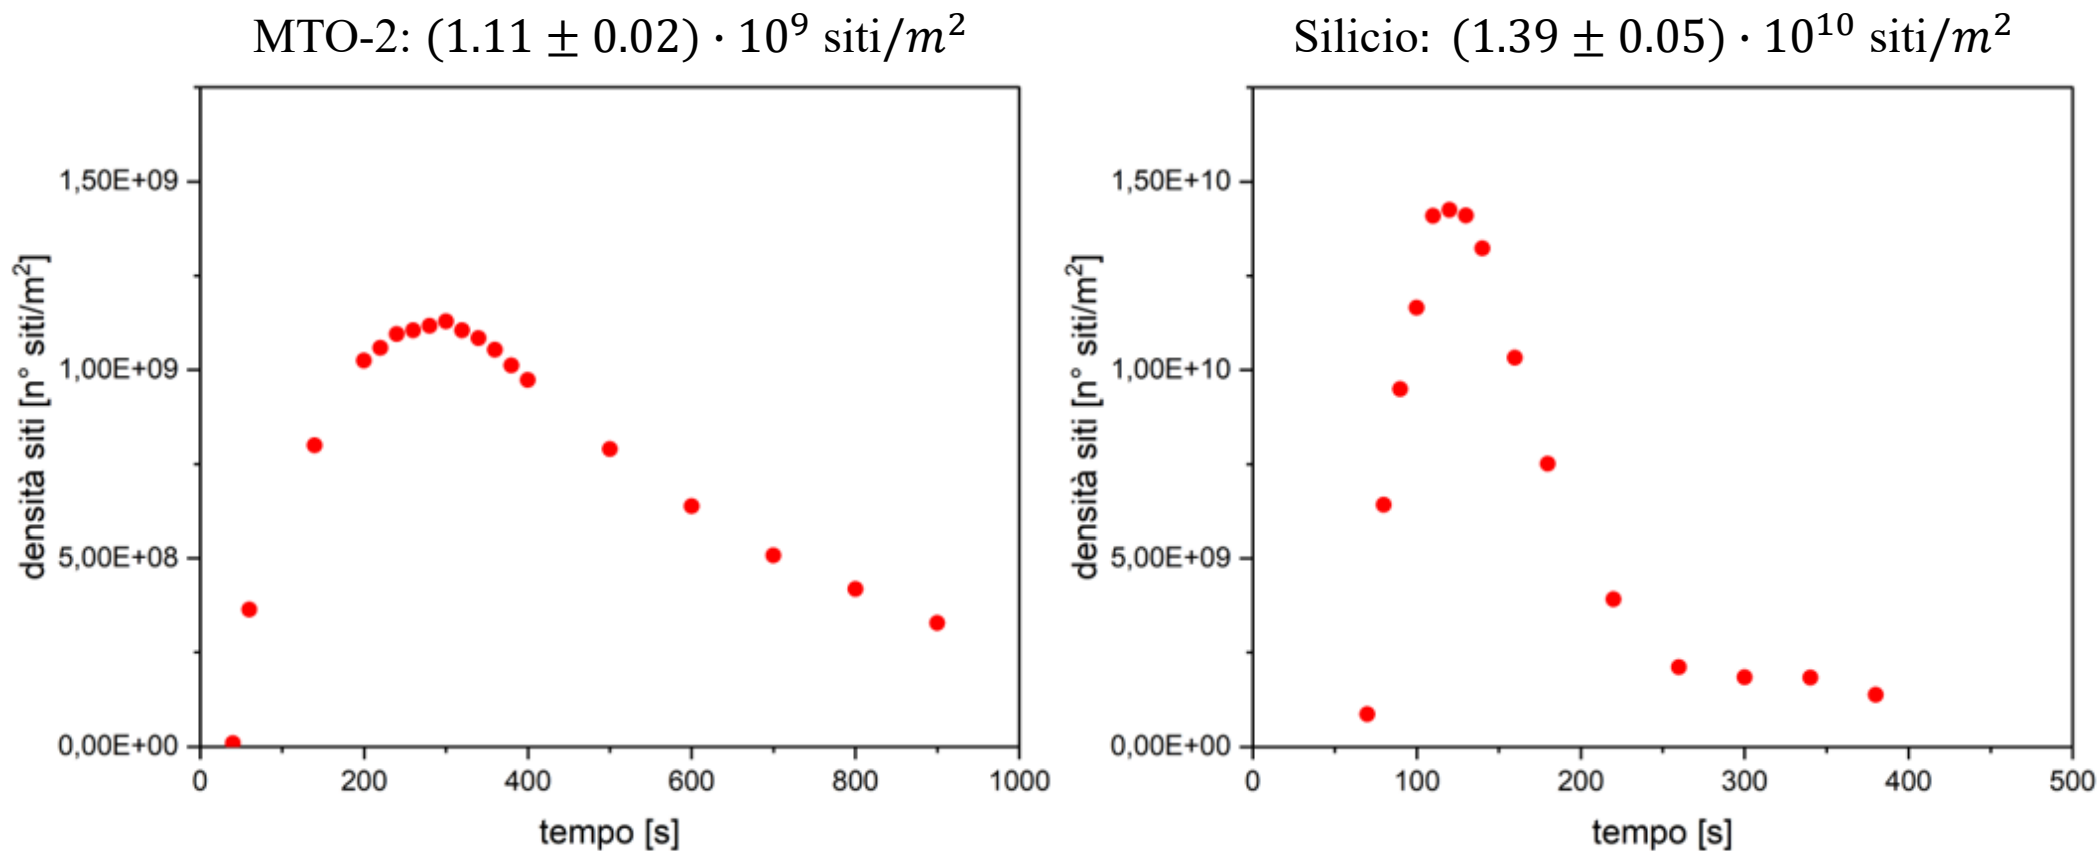 MTO-2: (1.11 ± 0.02) · 10⁹ siti/m²
densità siti [n° siti/m²]
1,50E+09
1,00E+09
5,00E+08
0,00E+00
0 200 400 600 800 1000
tempo [s]
Silicio: (1.39 ± 0.05) · 10¹⁰ siti/m²
densità siti [n° siti/m²]
1,50E+10
1,00E+10
5,00E+09
0,00E+00
0 100 200 300 400 500
tempo [s]